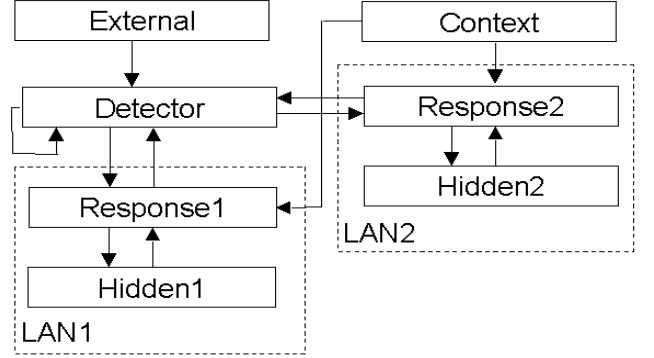 External
Context
Detector
Response2
Hidden2
Response1
LAN2
Hidden1
LAN1